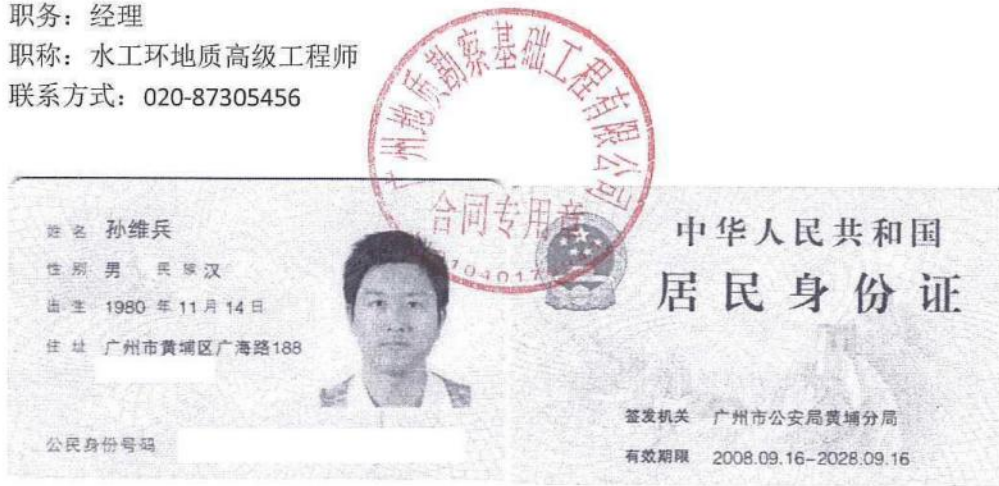 职务：经理
职称：水工环地质高级工程师
联系方式：020-87305456
广州地质勘察基础工程有限公司
合同专用章
姓名 孙维兵
性别 男 民族 汉
出生 1980 年 11 月 14 日
住址 广州市黄埔区广海路188
公民身份号码
中华人民共和国
居民身份证
签发机关 广州市公安局黄埔分局
有效期限 2008.09.16-2028.09.16